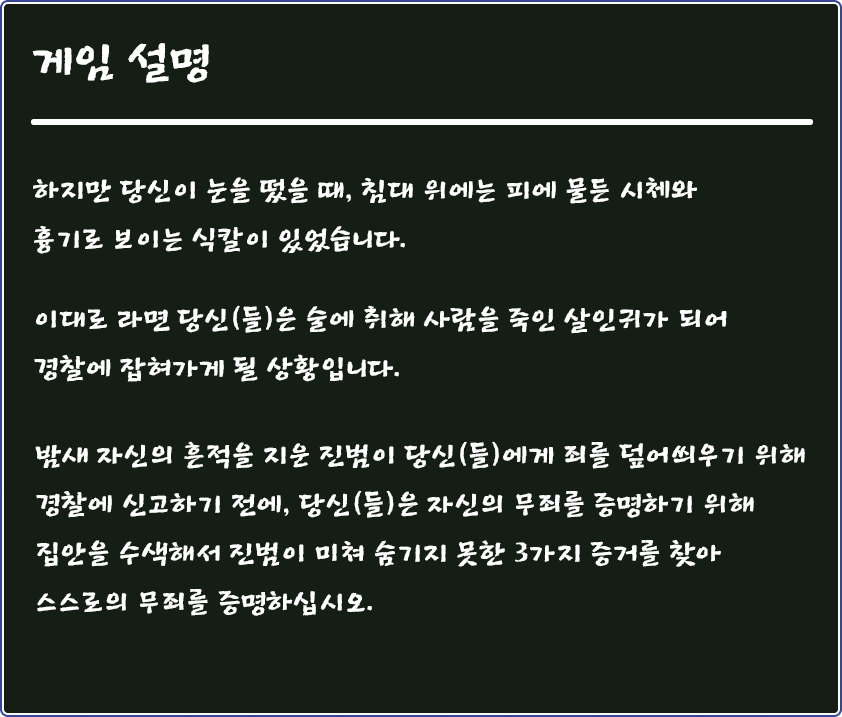 게임 설명
하지만 당신이 눈을 떴을 때, 침대 위에는 피에 물든 시체와
흉기로 보이는 식칼이 있었습니다.
이대로 라면 당신(들)은 술에 취해 사람을 죽인 살인귀가 되어
경찰에 잡혀가게 될 상황입니다.
밤새 자신의 흔적을 지운 진범이 당신(들)에게 죄를 덮어씌우기 위해
경찰에 신고하기 전에, 당신(들)은 자신의 무죄를 증명하기 위해
집안을 수색해서 진범이 미쳐 숨기지 못한 3가지 증거를 찾아
스스로의 무죄를 증명하십시오.